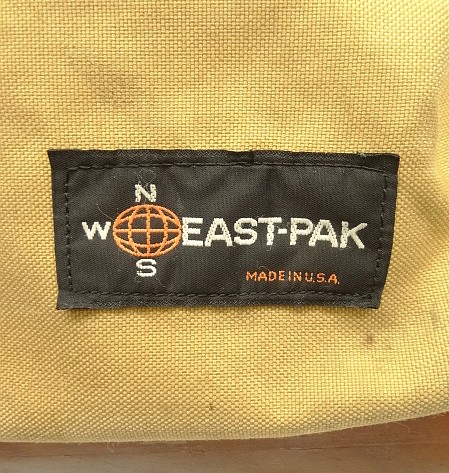 N
W EAST-PAK
S
MADE IN U.S.A.